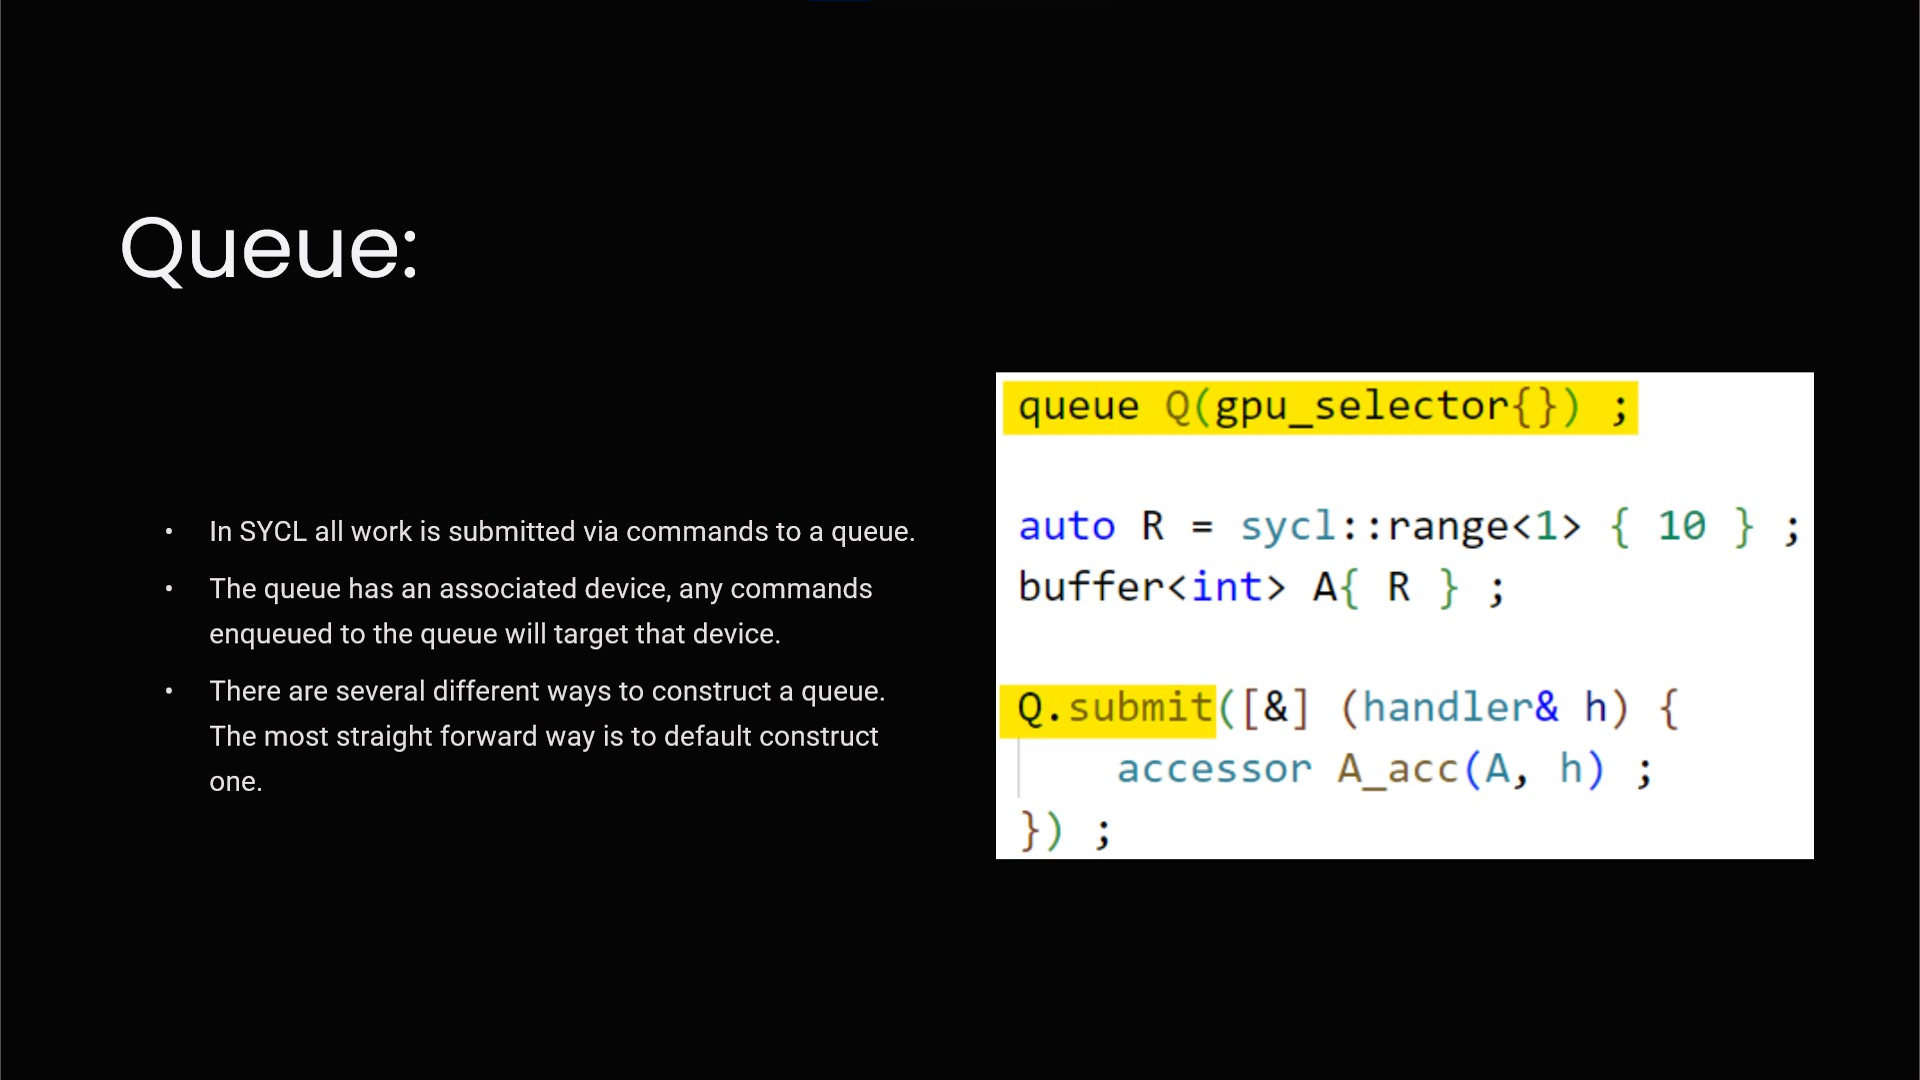 Queue:
• In SYCL all work is submitted via commands to a queue.
• The queue has an associated device, any commands
enqueued to the queue will target that device.
• There are several different ways to construct a queue.
The most straight forward way is to default construct
one.
queue Q(gpu_selector{}) ;
auto R = sycl::range<1> { 10 } ;
buffer<int> A{ R } ;
Q.submit([&] (handler& h) {
    accessor A_acc(A, h) ;
}) ;